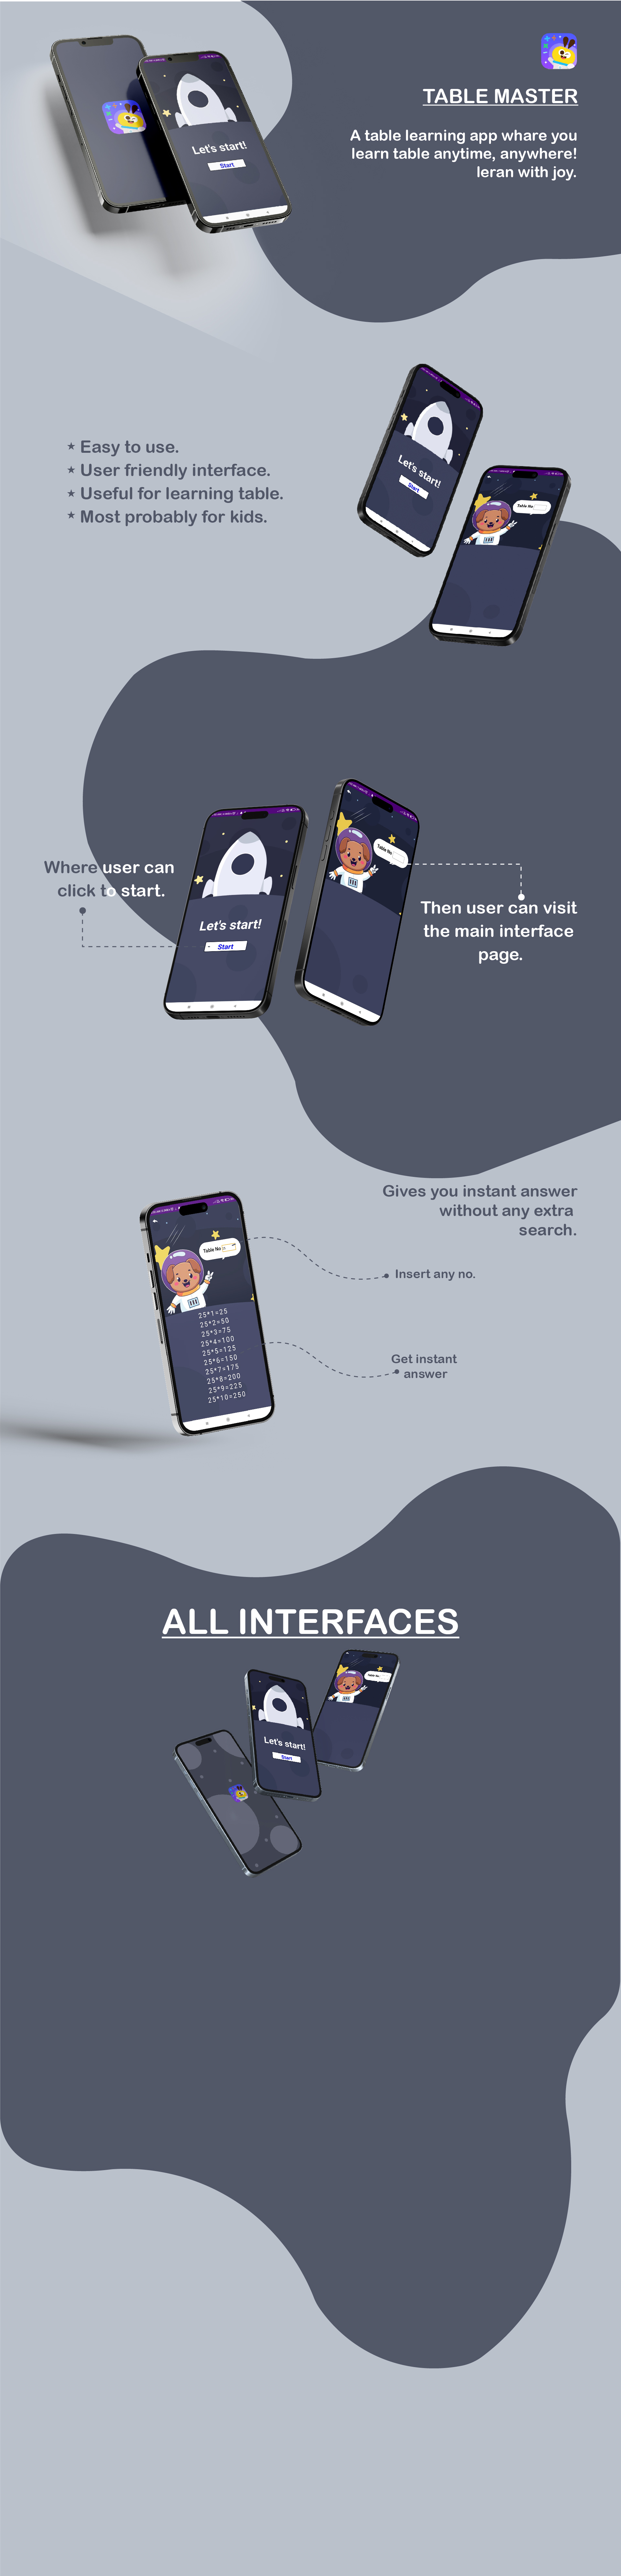 TABLE MASTER
A table learning app whare you
learn table anytime, anywhere!
leran with joy.
Let's start!
Start
* Easy to use.
* User friendly interface.
* Useful for learning table.
* Most probably for kids.
Let's start!
Start
Table No
Where user can
click to start.
Let's start!
Start
Table No
Then user can visit
the main interface
page.
Gives you instant answer
without any extra
search.
Table No
Insert any no.
25*1=25
25*2=50
25*3=75
25*4=100
25*5=125
25*6=150
25*7=175
25*8=200
25*9=225
25*10=250
Get instant
answer
ALL INTERFACES
Table No
Let's start!
Start